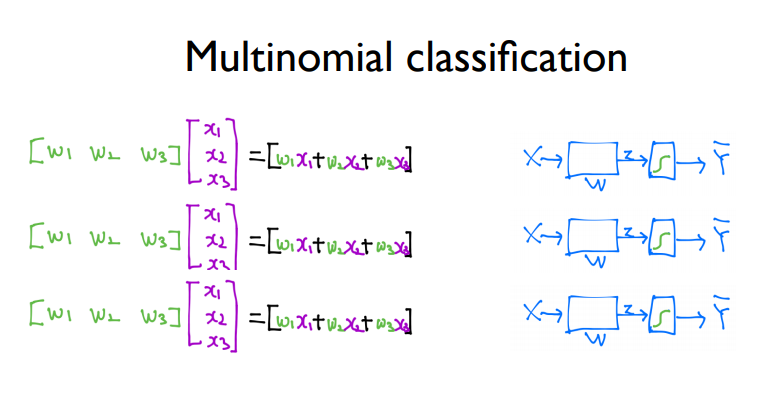 Multinomial classification
[w1 w2 w3] [x1 x2 x3] = [w1x1+w2x2+w3x3] X → W z → S → Ȳ
[w1 w2 w3] [x1 x2 x3] = [w1x1+w2x2+w3x3] X → W z → S → Ȳ
[w1 w2 w3] [x1 x2 x3] = [w1x1+w2x2+w3x3] X → W z → S → Ȳ